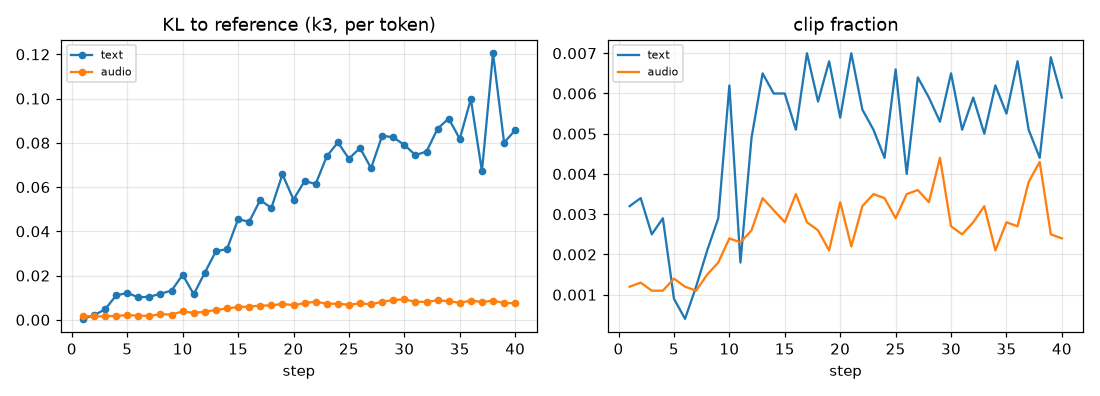 KL to reference (k3, per token)
text
audio
0.12
0.10
0.08
0.06
0.04
0.02
0.00
0 5 10 15 20 25 30 35 40
step
clip fraction
text
audio
0.007
0.006
0.005
0.004
0.003
0.002
0.001
0 5 10 15 20 25 30 35 40
step